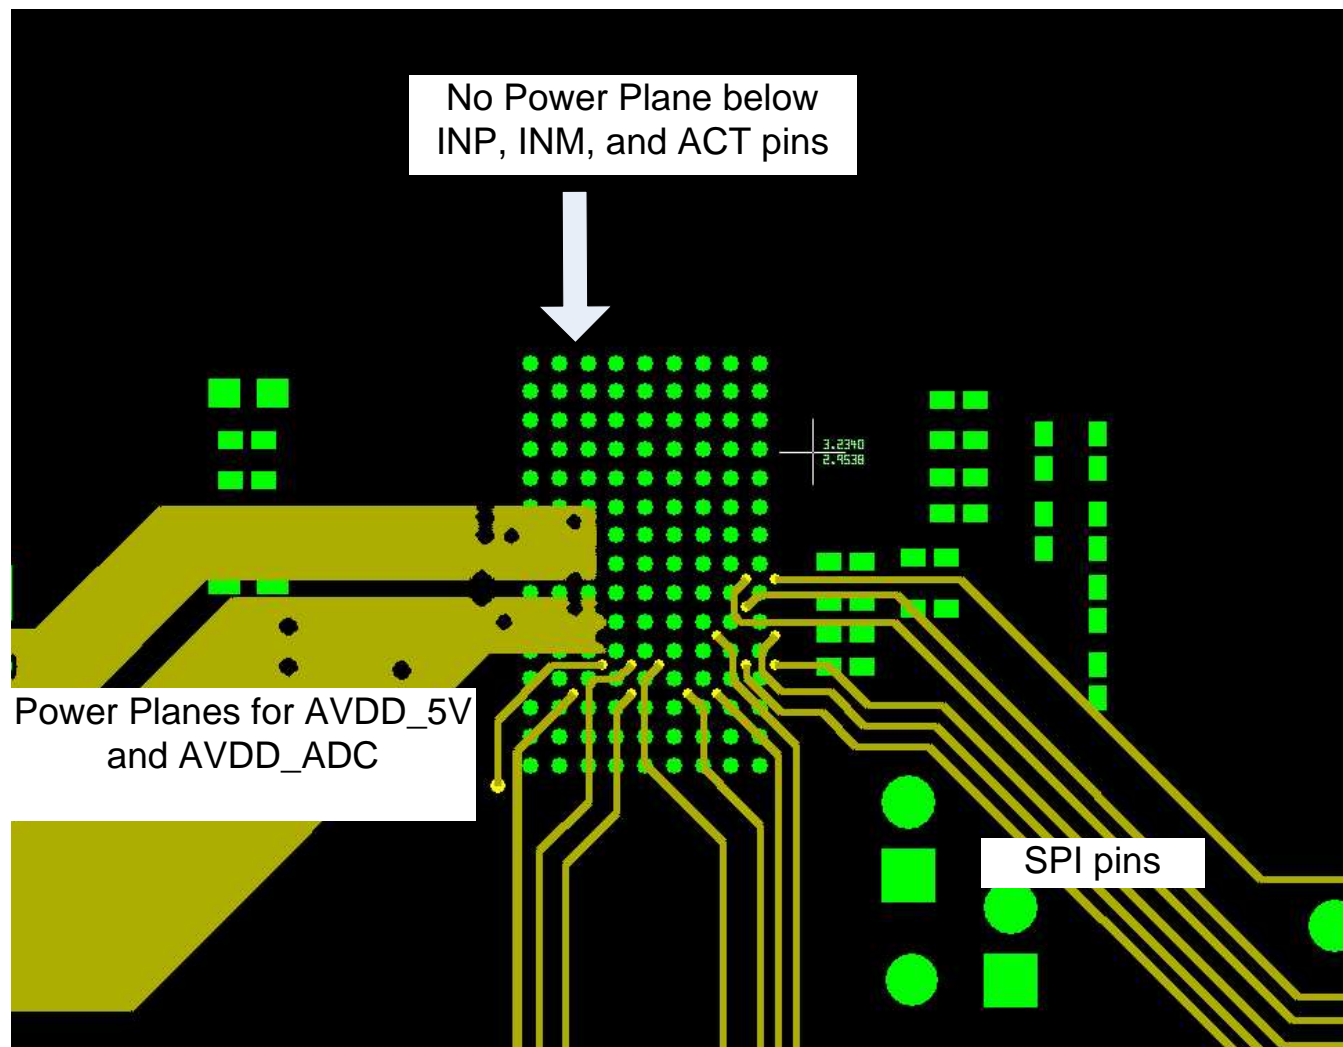 No Power Plane below
INP, INM, and ACT pins
3.2340
2.9538
Power Planes for AVDD_5V
and AVDD_ADC
SPI pins